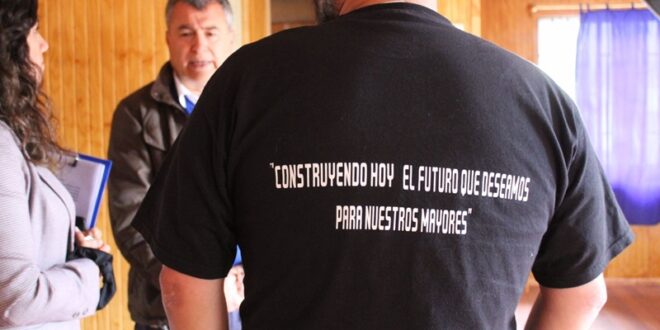 "CONSTRUYENDO HOY EL FUTURO QUE DESEAMOS
PARA NUESTROS MAYORES"